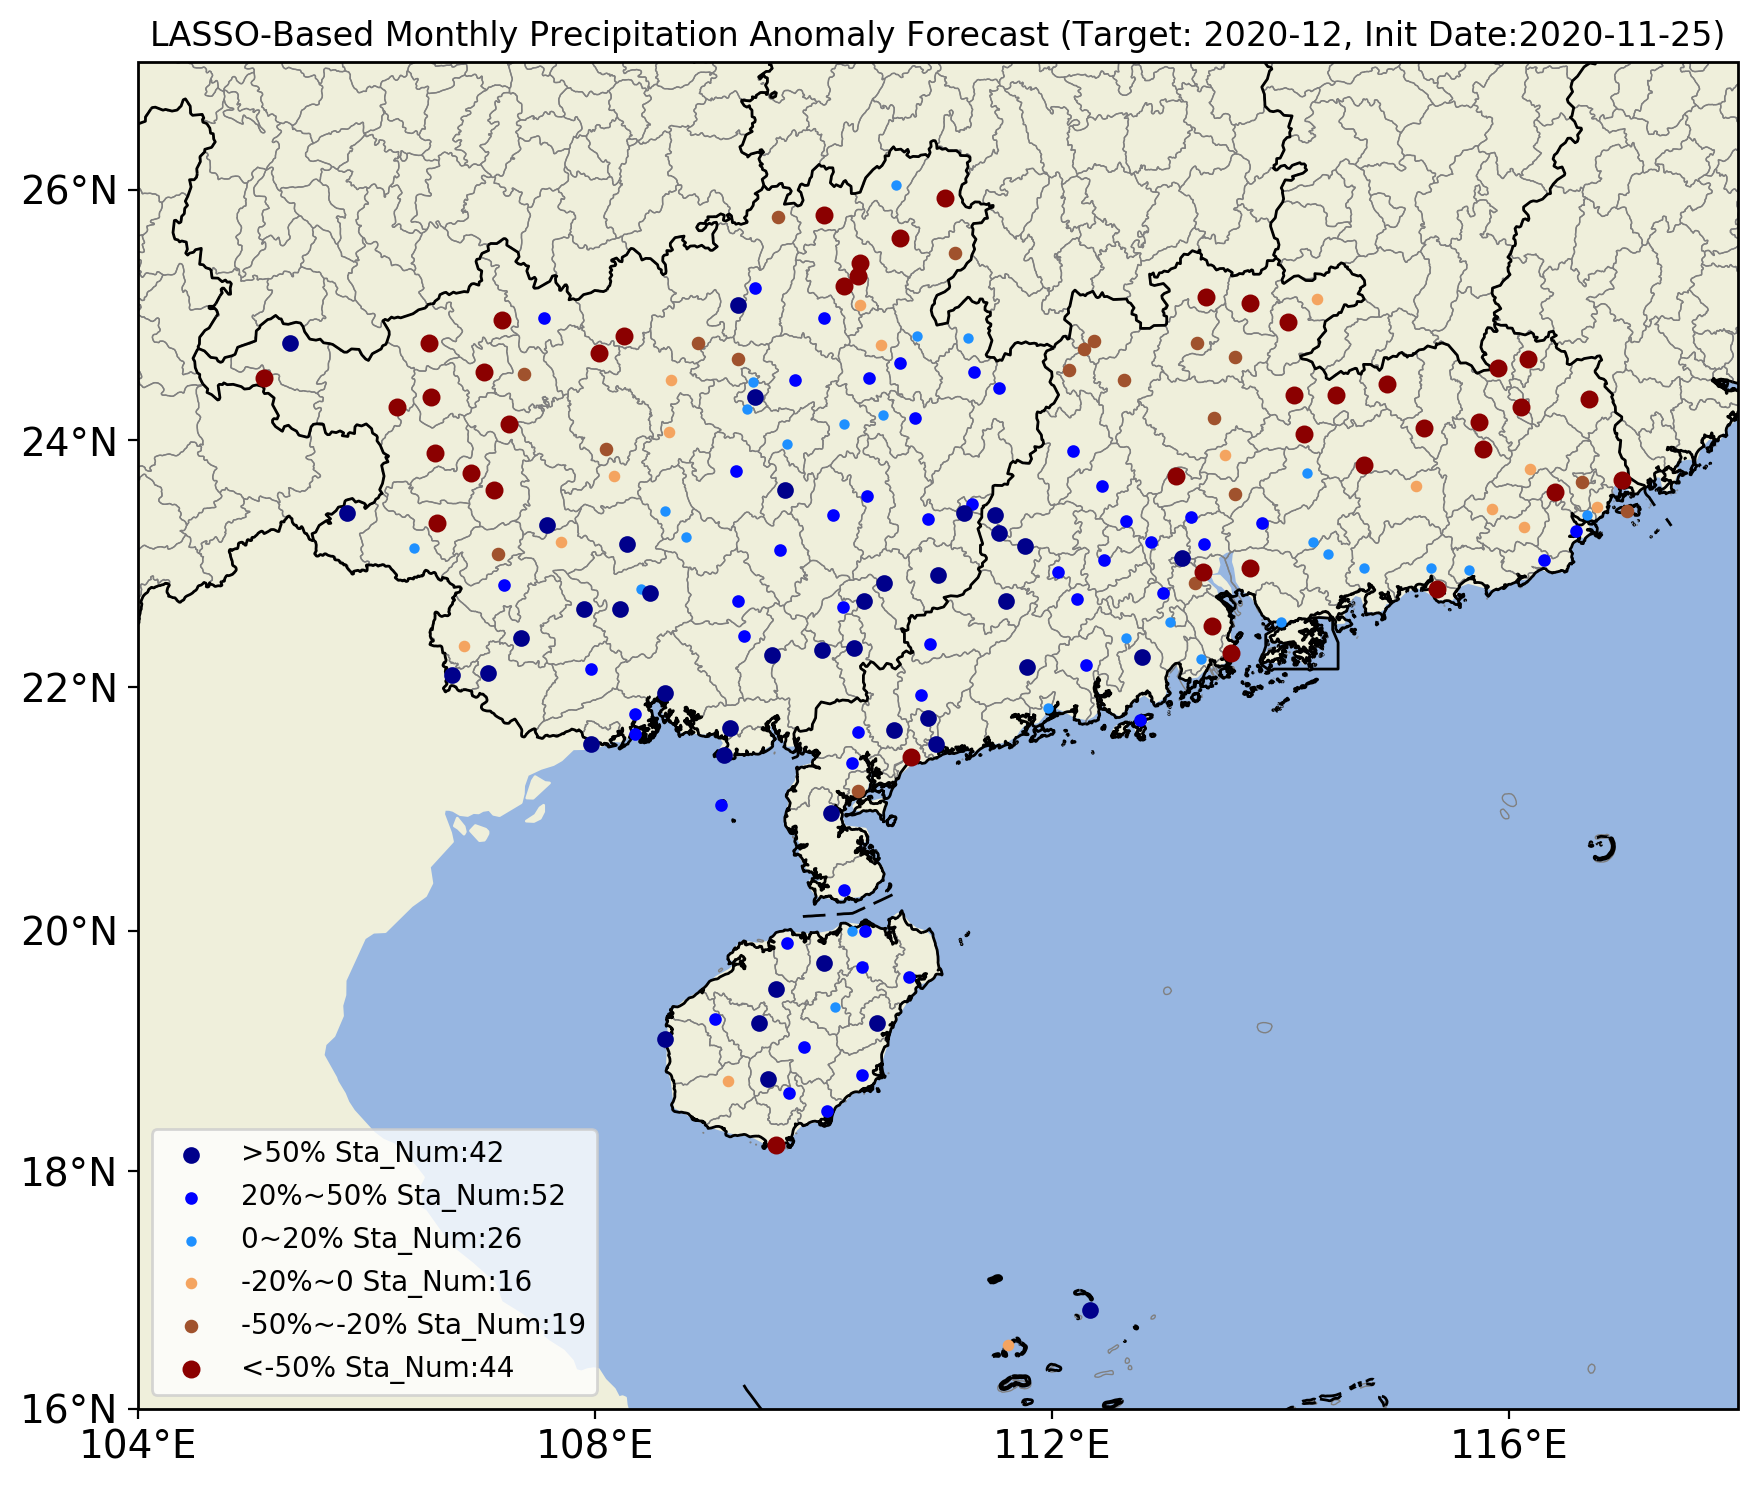 LASSO-Based Monthly Precipitation Anomaly Forecast (Target: 2020-12, Init Date:2020-11-25)
26°N
24°N
22°N
20°N
18°N
16°N
>50% Sta_Num:42
20%~50% Sta_Num:52
0~20% Sta_Num:26
-20%~0 Sta_Num:16
-50%~-20% Sta_Num:19
<-50% Sta_Num:44
104°E
108°E
112°E
116°E